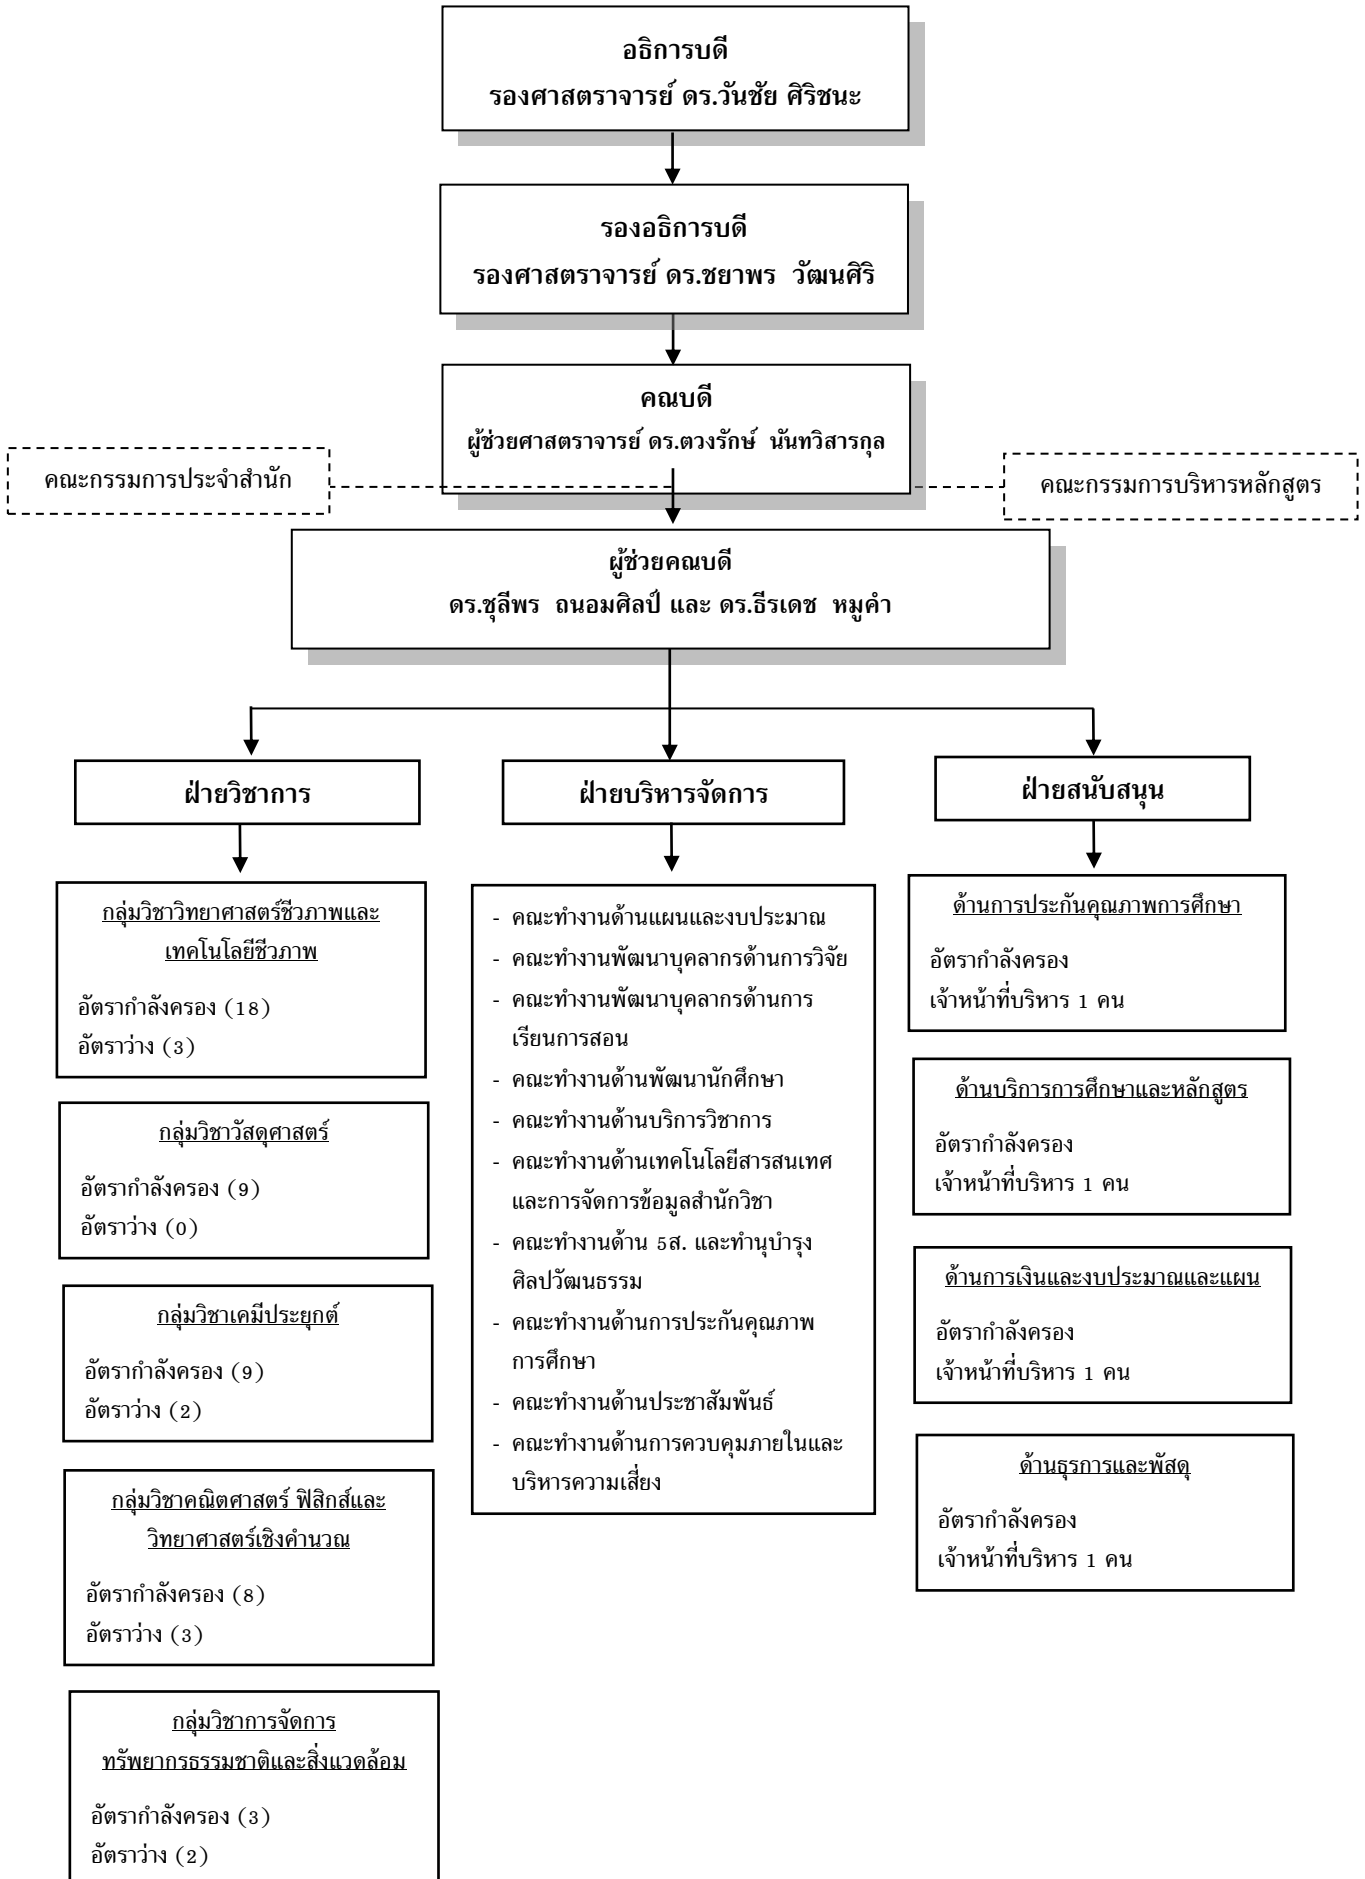 อธิการบดี
รองศาสตราจารย์ ดร.วันชัย ศิริชนะ
รองอธิการบดี
รองศาสตราจารย์ ดร.ชยาพร  วัฒนศิริ
คณบดี
ผู้ช่วยศาสตราจารย์ ดร.ตวงรักษ์  นันทวิสารกุล
คณะกรรมการประจำสำนัก
คณะกรรมการบริหารหลักสูตร
ผู้ช่วยคณบดี
ดร.ชุลีพร  ถนอมศิลป์ และ ดร.ธีรเดช  หมูคำ
ฝ่ายวิชาการ
กลุ่มวิชาวิทยาศาสตร์ชีวภาพและ
เทคโนโลยีชีวภาพ
อัตรากำลังครอง (18)
อัตราว่าง (3)
กลุ่มวิชาวัสดุศาสตร์
อัตรากำลังครอง (9)
อัตราว่าง (0)
กลุ่มวิชาเคมีประยุกต์
อัตรากำลังครอง (9)
อัตราว่าง (2)
กลุ่มวิชาคณิตศาสตร์ ฟิสิกส์และ
วิทยาศาสตร์เชิงคำนวณ
อัตรากำลังครอง (8)
อัตราว่าง (3)
กลุ่มวิชาการจัดการ
ทรัพยากรธรรมชาติและสิ่งแวดล้อม
อัตรากำลังครอง (3)
อัตราว่าง (2)
ฝ่ายบริหารจัดการ
- คณะทำงานด้านแผนและงบประมาณ
- คณะทำงานพัฒนาบุคลากรด้านการวิจัย
- คณะทำงานพัฒนาบุคลากรด้านการ
เรียนการสอน
- คณะทำงานด้านพัฒนานักศึกษา
- คณะทำงานด้านบริการวิชาการ
- คณะทำงานด้านเทคโนโลยีสารสนเทศ
และการจัดการข้อมูลสำนักวิชา
- คณะทำงานด้าน 5ส. และทำนุบำรุง
ศิลปวัฒนธรรม
- คณะทำงานด้านการประกันคุณภาพ
การศึกษา
- คณะทำงานด้านประชาสัมพันธ์
- คณะทำงานด้านการควบคุมภายในและ
บริหารความเสี่ยง
ฝ่ายสนับสนุน
ด้านการประกันคุณภาพการศึกษา
อัตรากำลังครอง
เจ้าหน้าที่บริหาร 1 คน
ด้านบริการการศึกษาและหลักสูตร
อัตรากำลังครอง
เจ้าหน้าที่บริหาร 1 คน
ด้านการเงินและงบประมาณและแผน
อัตรากำลังครอง
เจ้าหน้าที่บริหาร 1 คน
ด้านธุรการและพัสดุ
อัตรากำลังครอง
เจ้าหน้าที่บริหาร 1 คน